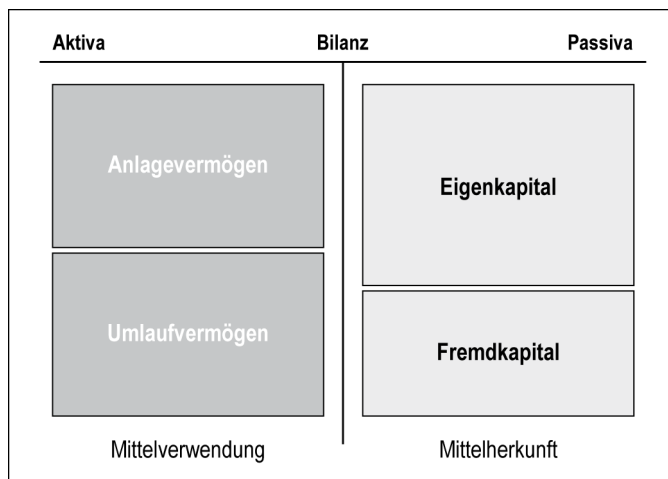 Aktiva Bilanz Passiva
Anlagevermögen
Eigenkapital
Umlaufvermögen
Fremdkapital
Mittelverwendung Mittelherkunft